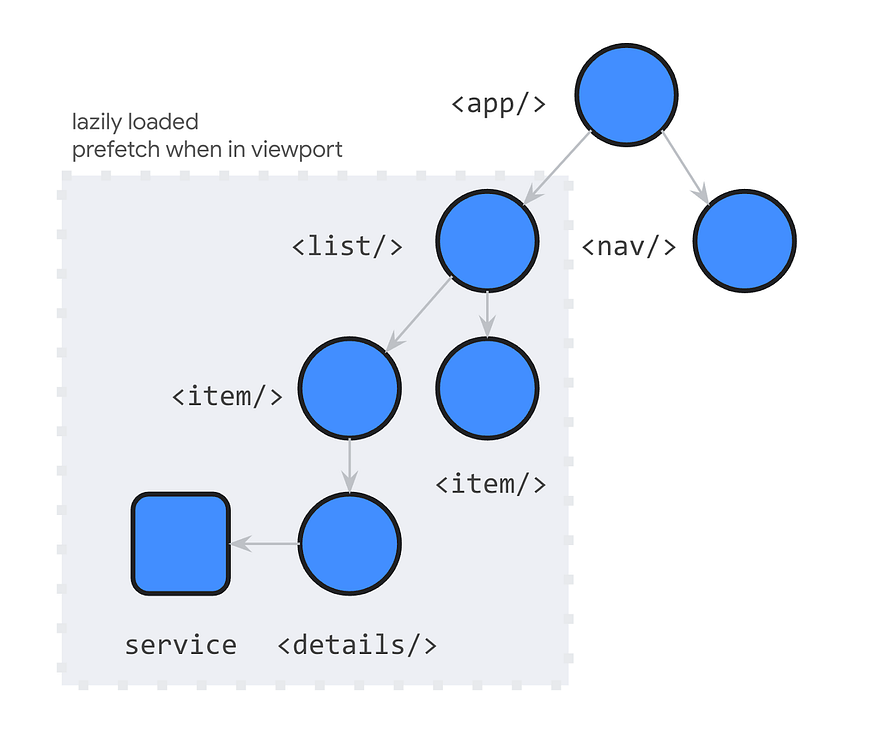 <app/>
lazily loaded
prefetch when in viewport
<list/>
<nav/>
<item/>
<item/>
service
<details/>